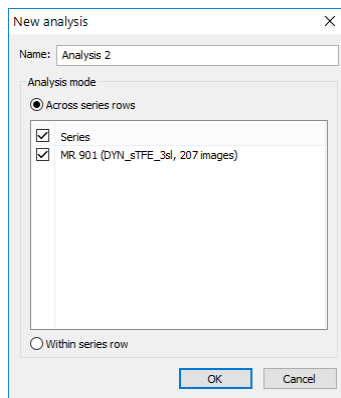 New analysis
Name: Analysis 2
Analysis mode
Across series rows
Series
MR 901 (DYN_sTFE_3sl, 207 images)
Within series row
OK Cancel